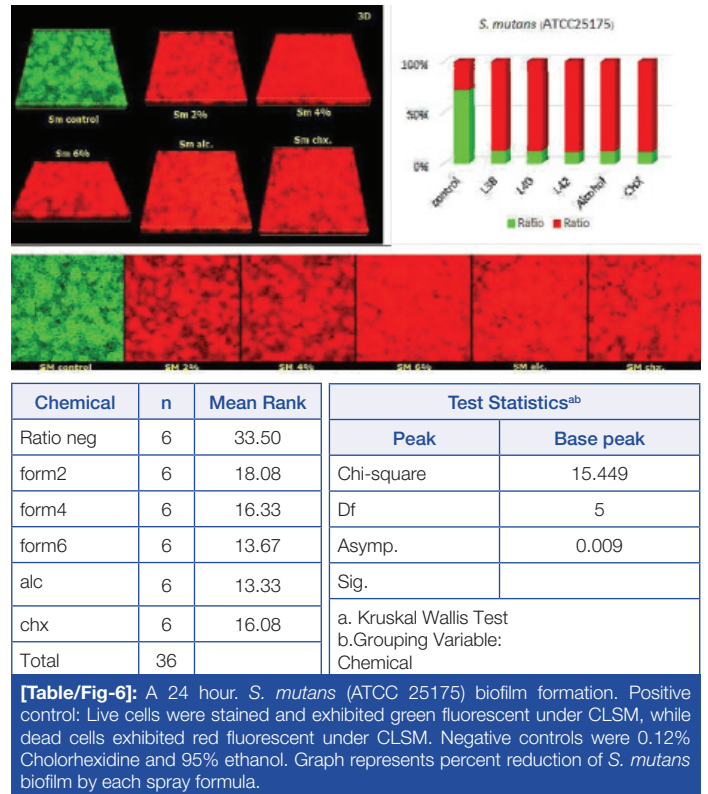 3D
Sm control
Sm 2%
Sm 4%
Sm 6%
Sm alc.
Sm chx.
S. mutans (ATCC25175)
100%
50%
0%
control
L38
L40
L42
Alcohol
CHX
Ratio
Ratio
SM control
SM 2%
SM 4%
SM 6%
SM alc.
SM chx.
Chemical n Mean Rank
Ratio neg 6 33.50
form2 6 18.08
form4 6 16.33
form6 6 13.67
alc 6 13.33
chx 6 16.08
Total 36
Test Statisticsab
Peak Base peak
Chi-square 15.449
Df 5
Asymp. 0.009
Sig.
a. Kruskal Wallis Test
b.Grouping Variable:
Chemical
[Table/Fig-6]: A 24 hour. S. mutans (ATCC 25175) biofilm formation. Positive
control: Live cells were stained and exhibited green fluorescent under CLSM, while
dead cells exhibited red fluorescent under CLSM. Negative controls were 0.12%
Cholorhexidine and 95% ethanol. Graph represents percent reduction of S. mutans
biofilm by each spray formula.